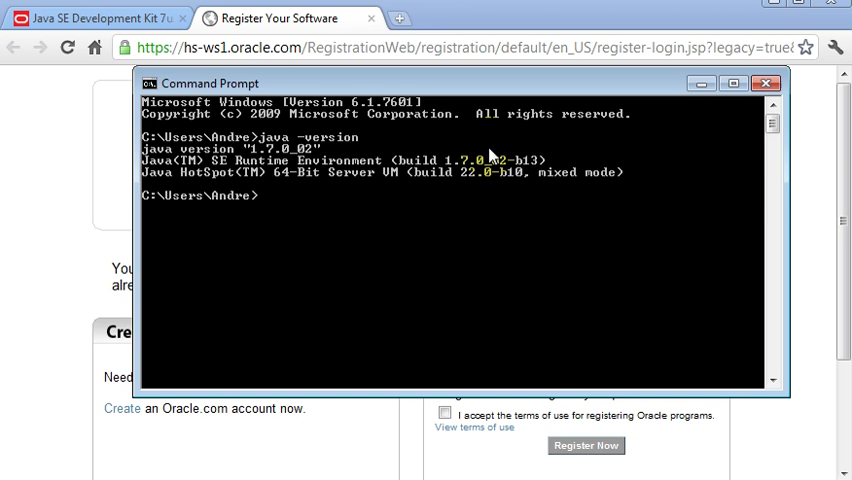 Java SE Development Kit 7u
Register Your Software
https://hs-ws1.oracle.com/RegistrationWeb/registration/default/en_US/register-login.jsp?legacy=true&
Command Prompt
Microsoft Windows [Version 6.1.7601]
Copyright (c) 2009 Microsoft Corporation. All rights reserved.
C:\Users\Andre>java -version
java version "1.7.0_02"
Java(TM) SE Runtime Environment (build 1.7.0_02-b13)
Java HotSpot(TM) 64-Bit Server VM (build 22.0-b10, mixed mode)
C:\Users\Andre>
You
alre
Cre
Need
Create an Oracle.com account now.
I accept the terms of use for registering Oracle programs.
View terms of use
Register Now